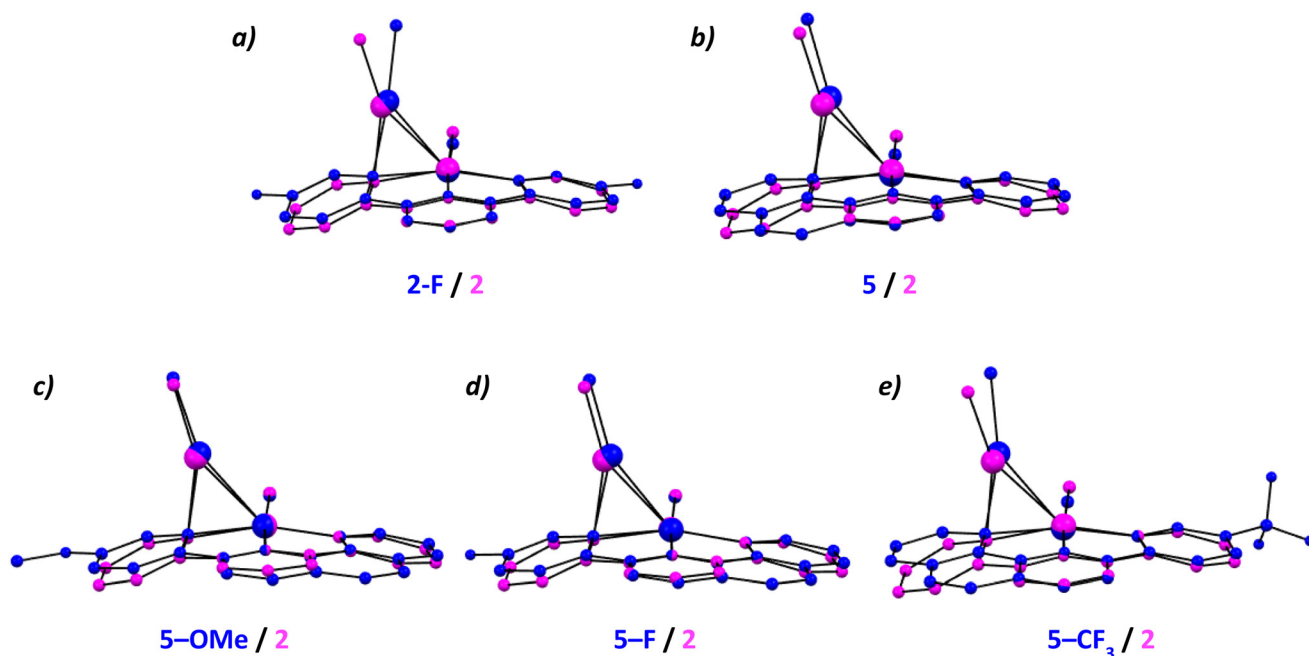 a)
b)
2-F / 2
5 / 2
c)
d)
e)
5–OMe / 2
5–F / 2
5–CF₃ / 2